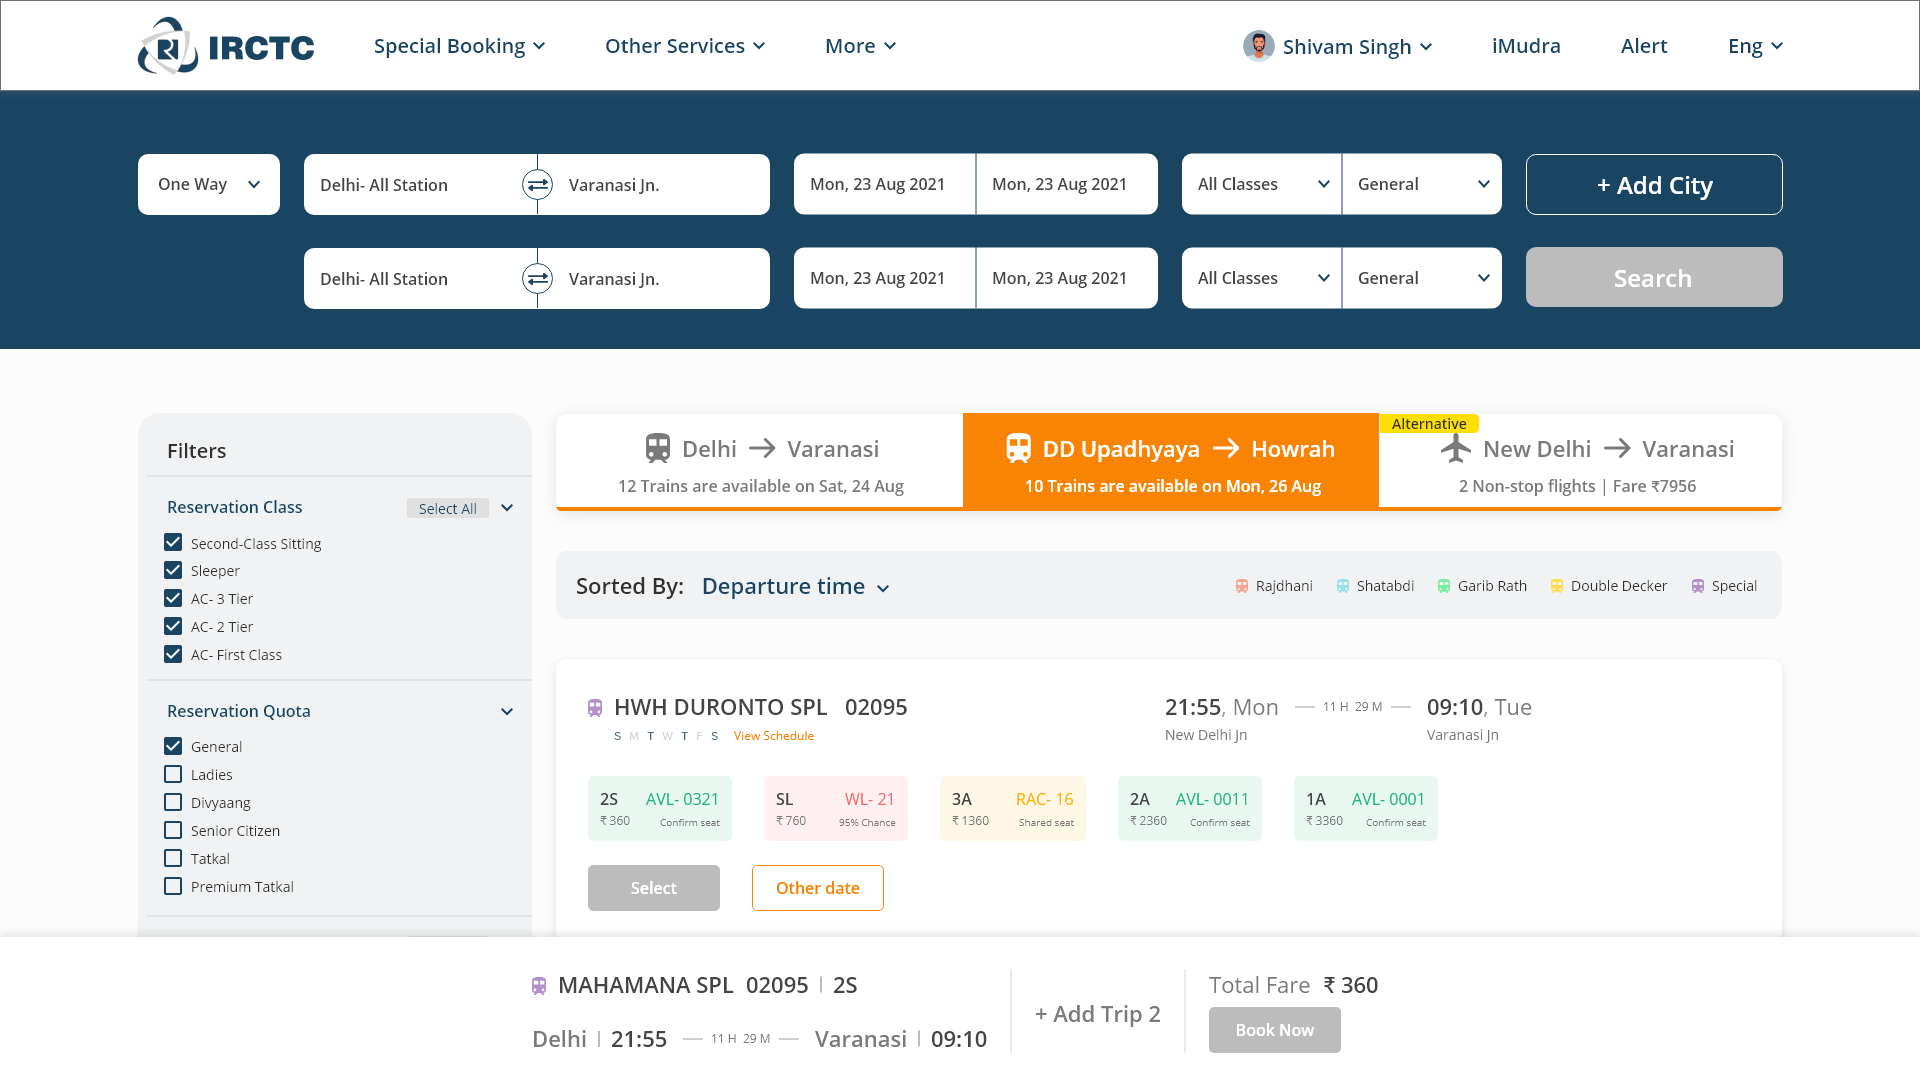 IRCTC
Special Booking
Other Services
More
Shivam Singh
iMudra
Alert
Eng
One Way
Delhi- All Station
Varanasi Jn.
Mon, 23 Aug 2021
Mon, 23 Aug 2021
All Classes
General
+ Add City
Delhi- All Station
Varanasi Jn.
Mon, 23 Aug 2021
Mon, 23 Aug 2021
All Classes
General
Search
Filters
Reservation Class
Select All
Second-Class Sitting
Sleeper
AC- 3 Tier
AC- 2 Tier
AC- First Class
Reservation Quota
General
Ladies
Divyaang
Senior Citizen
Tatkal
Premium Tatkal
Delhi → Varanasi
12 Trains are available on Sat, 24 Aug
DD Upadhyaya → Howrah
10 Trains are available on Mon, 26 Aug
Alternative
New Delhi → Varanasi
2 Non-stop flights | Fare ₹7956
Sorted By: Departure time
Rajdhani
Shatabdi
Garib Rath
Double Decker
Special
HWH DURONTO SPL 02095
S M T W T F S View Schedule
21:55, Mon — 11 H 29 M — 09:10, Tue
New Delhi Jn
Varanasi Jn
2S AVL- 0321
₹ 360 Confirm seat
SL WL- 21
₹ 760 95% Chance
3A RAC- 16
₹ 1360 Shared seat
2A AVL- 0011
₹ 2360 Confirm seat
1A AVL- 0001
₹ 3360 Confirm seat
Select
Other date
MAHAMANA SPL 02095 | 2S
Delhi | 21:55 — 11 H 29 M — Varanasi | 09:10
+ Add Trip 2
Total Fare ₹ 360
Book Now